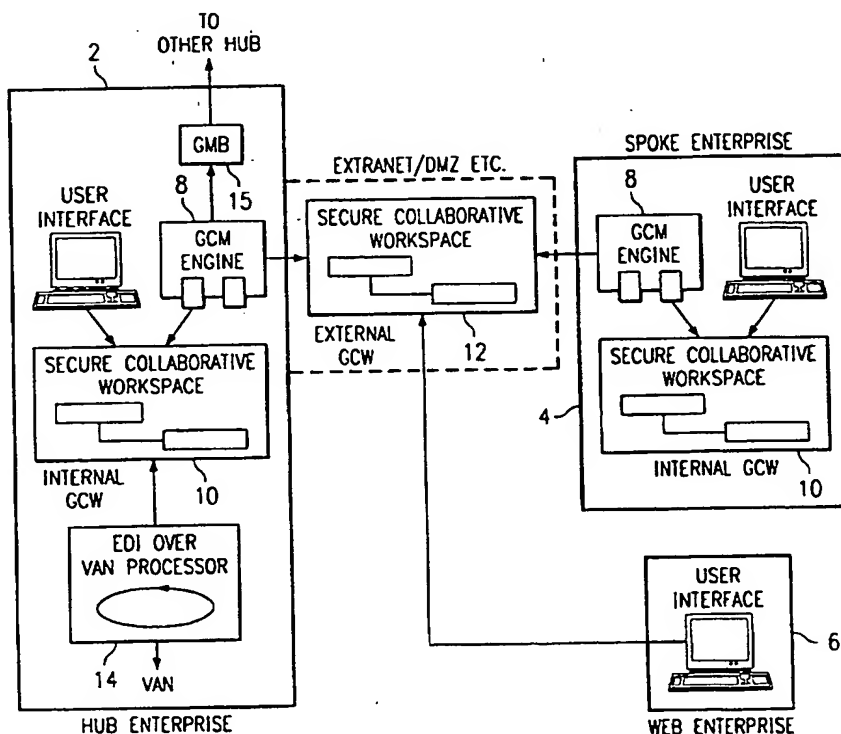 TO
OTHER HUB
2
GMB
15
8
USER
INTERFACE
GCM
ENGINE
SECURE COLLABORATIVE
WORKSPACE
INTERNAL
GCW
10
EDI OVER
VAN PROCESSOR
14
VAN
HUB ENTERPRISE
EXTRANET/DMZ ETC.
SECURE COLLABORATIVE
WORKSPACE
EXTERNAL
GCW
12
SPOKE ENTERPRISE
8
GCM
ENGINE
USER
INTERFACE
SECURE COLLABORATIVE
WORKSPACE
4
INTERNAL GCW
10
USER
INTERFACE
6
WEB ENTERPRISE